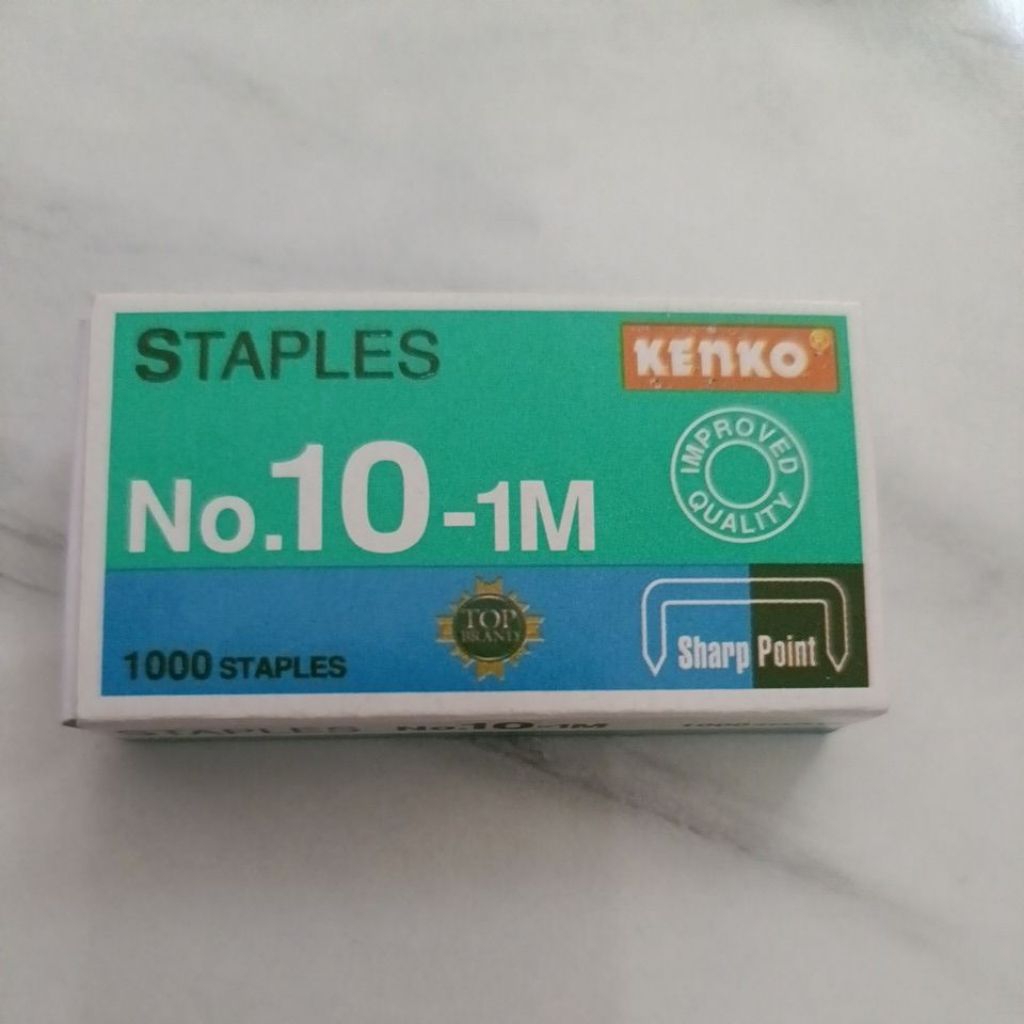 STAPLES
KENKO
IMPROVED
QUALITY
No.10-1M
TOP
BRAND
1000 STAPLES
Sharp Point
STAPLES No.10-1M